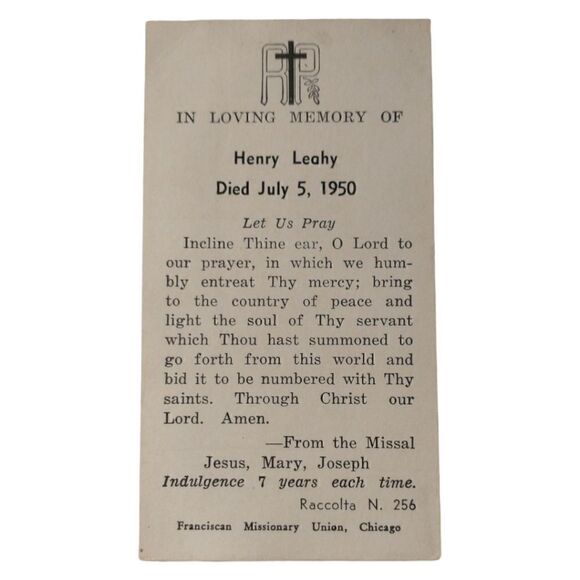 RIP
IN LOVING MEMORY OF
Henry Leahy
Died July 5, 1950
Let Us Pray
Incline Thine ear, O Lord to
our prayer, in which we hum-
bly entreat Thy mercy; bring
to the country of peace and
light the soul of Thy servant
which Thou hast summoned to
go forth from this world and
bid it to be numbered with Thy
saints. Through Christ our
Lord. Amen.
—From the Missal
Jesus, Mary, Joseph
Indulgence 7 years each time.
Raccolta N. 256
Franciscan Missionary Union, Chicago